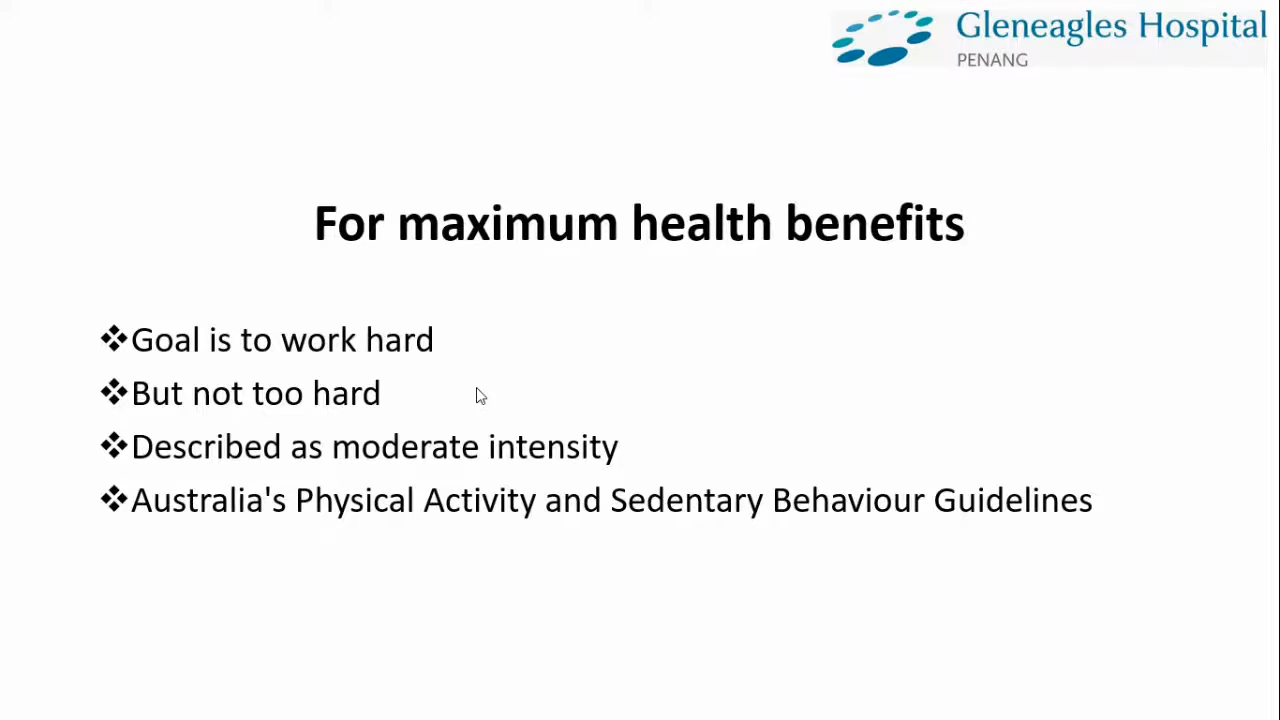 Gleneagles Hospital
PENANG
For maximum health benefits
❖Goal is to work hard
❖But not too hard
❖Described as moderate intensity
❖Australia's Physical Activity and Sedentary Behaviour Guidelines